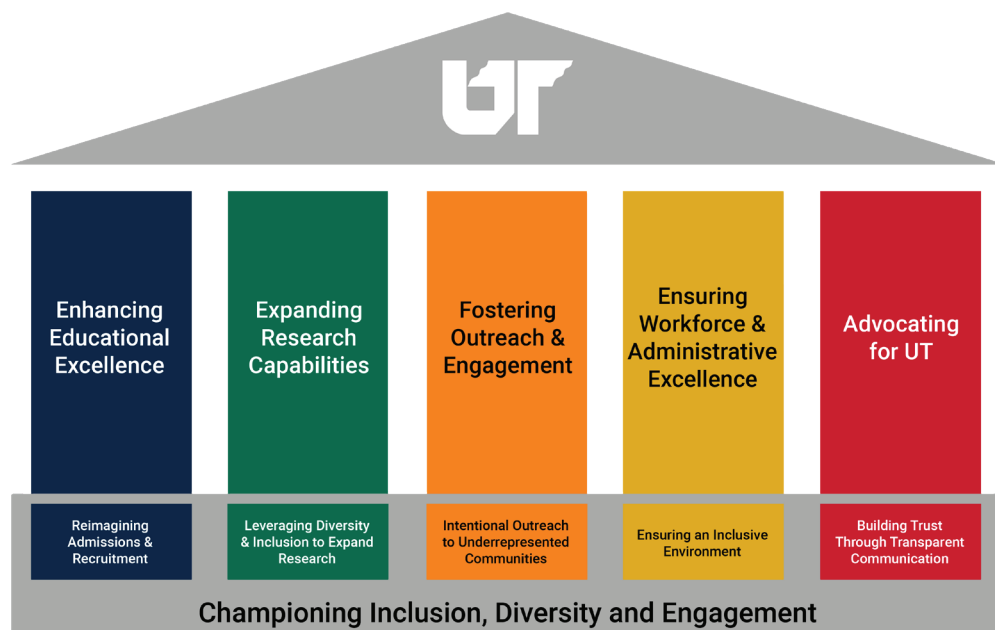 UT
Enhancing
Educational
Excellence
Expanding
Research
Capabilities
Fostering
Outreach &
Engagement
Ensuring
Workforce &
Administrative
Excellence
Advocating
for UT
Reimagining
Admissions &
Recruitment
Leveraging Diversity
& Inclusion to Expand
Research
Intentional Outreach
to Underrepresented
Communities
Ensuring an Inclusive
Environment
Building Trust
Through Transparent
Communication
Championing Inclusion, Diversity and Engagement